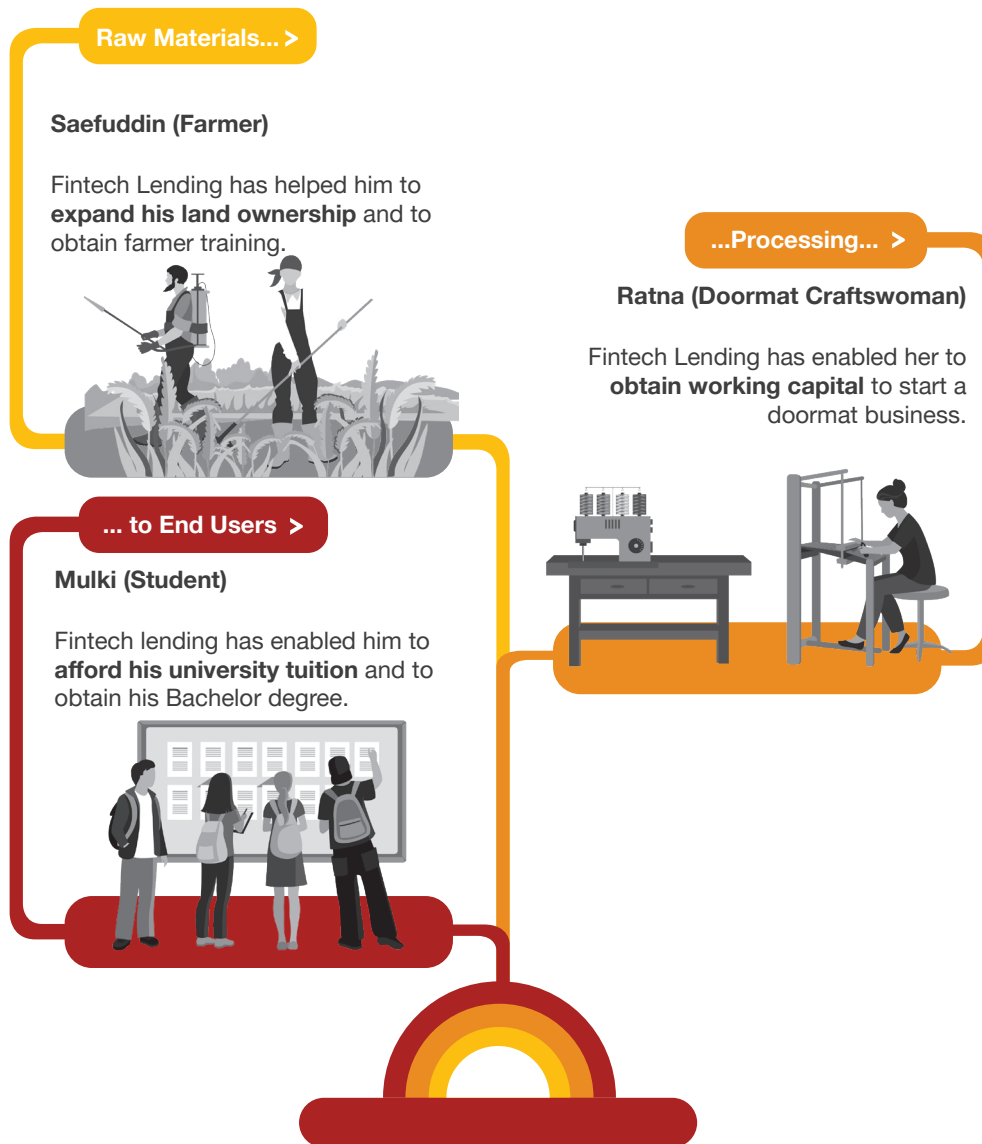 Raw Materials... >
Saefuddin (Farmer)
Fintech Lending has helped him to
expand his land ownership and to
obtain farmer training.
...Processing... >
Ratna (Doormat Craftswoman)
Fintech Lending has enabled her to
obtain working capital to start a
doormat business.
... to End Users >
Mulki (Student)
Fintech lending has enabled him to
afford his university tuition and to
obtain his Bachelor degree.